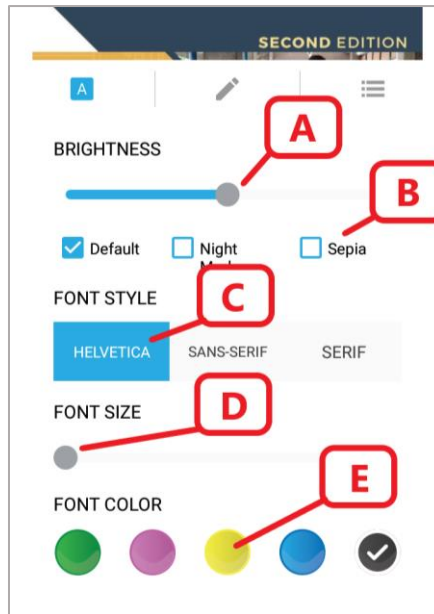 SECOND EDITION
A
A
BRIGHTNESS
B
Default Night Sepia
C
FONT STYLE
HELVETICA SANS-SERIF SERIF
D
FONT SIZE
E
FONT COLOR